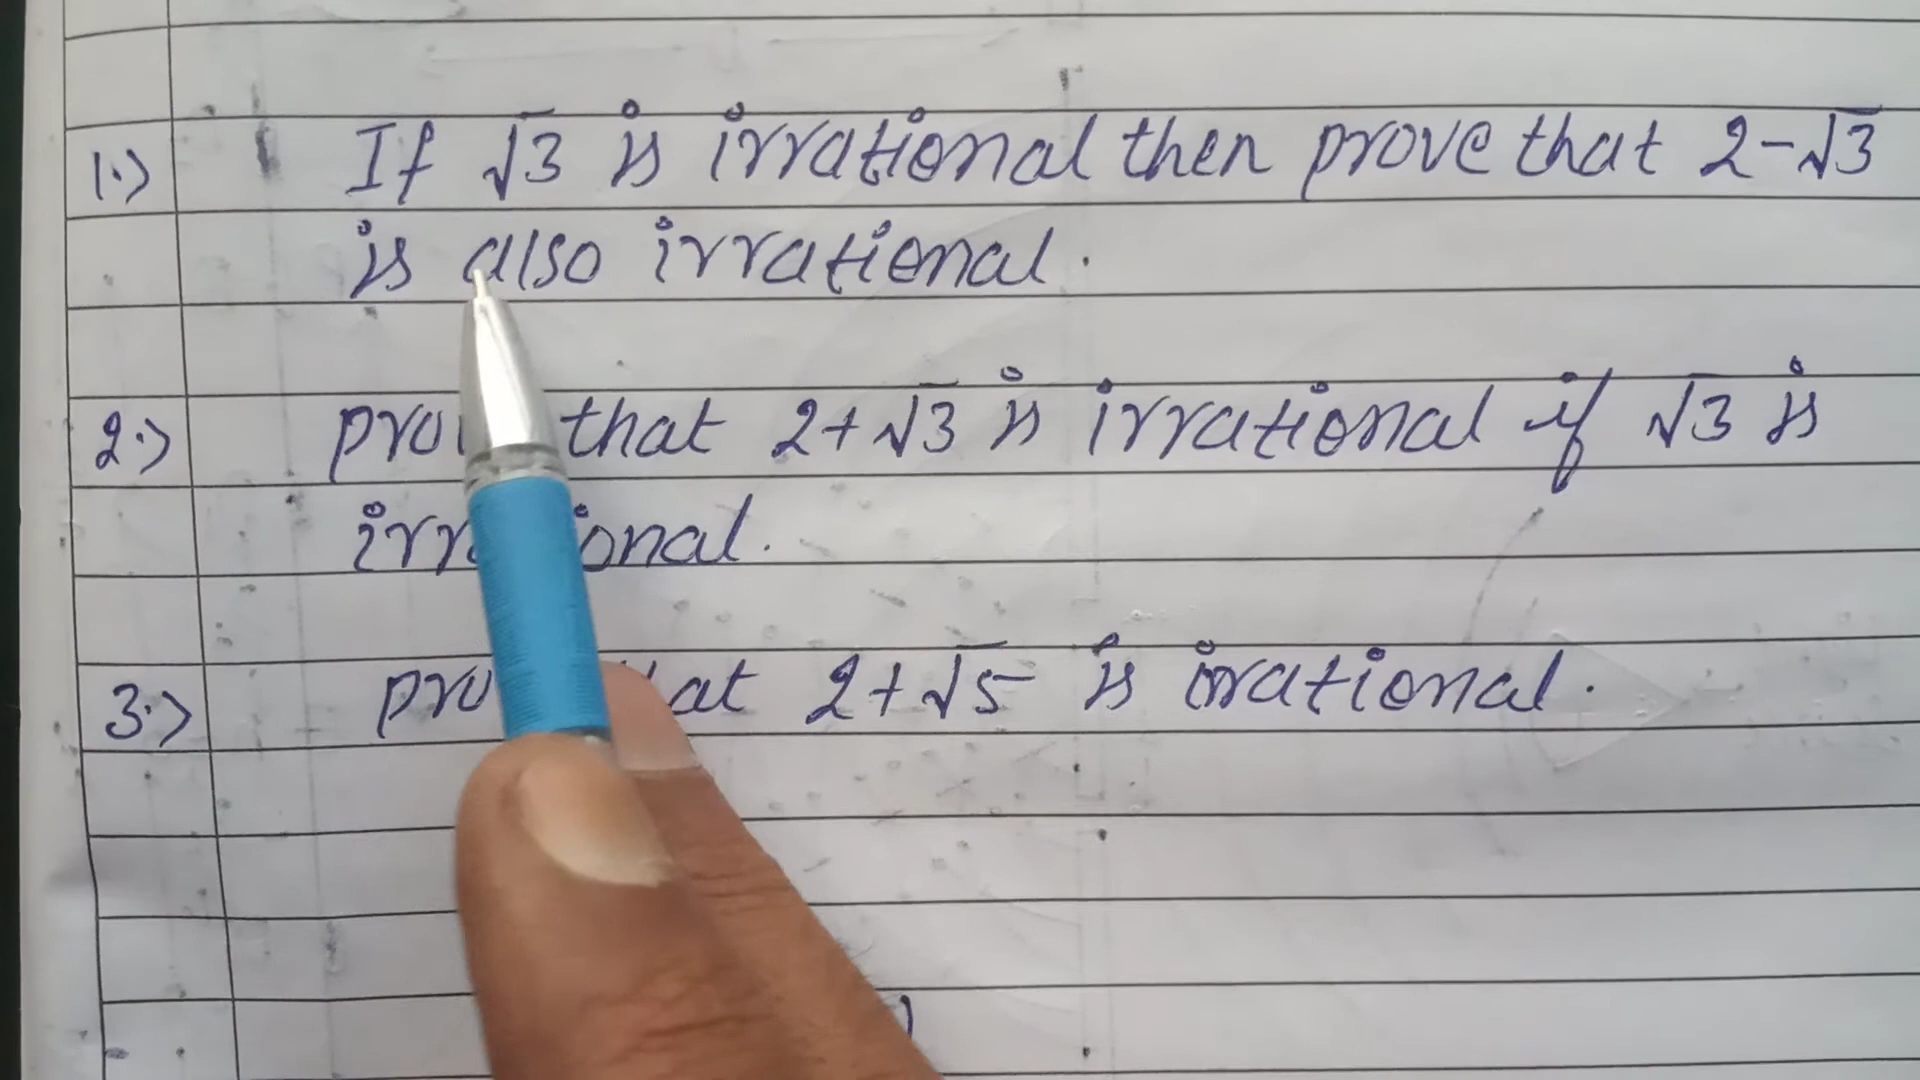 1.) If √3 is irrational then prove that 2-√3
is also irrational.
2.) that 2+√3 is irrational if √3 is
irrational.
3.) 2+√5 is irrational.